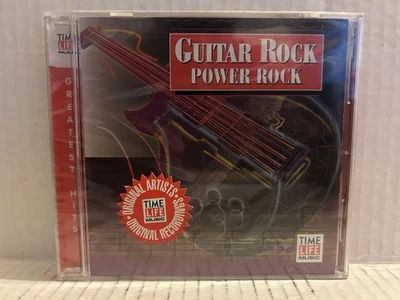 TIME
LIFE
MUSIC
GREATEST HITS
GUITAR ROCK
POWER ROCK
ORIGINAL ARTISTS
TIME
LIFE
MUSIC
ORIGINAL RECORDINGS
TIME
LIFE
MUSIC